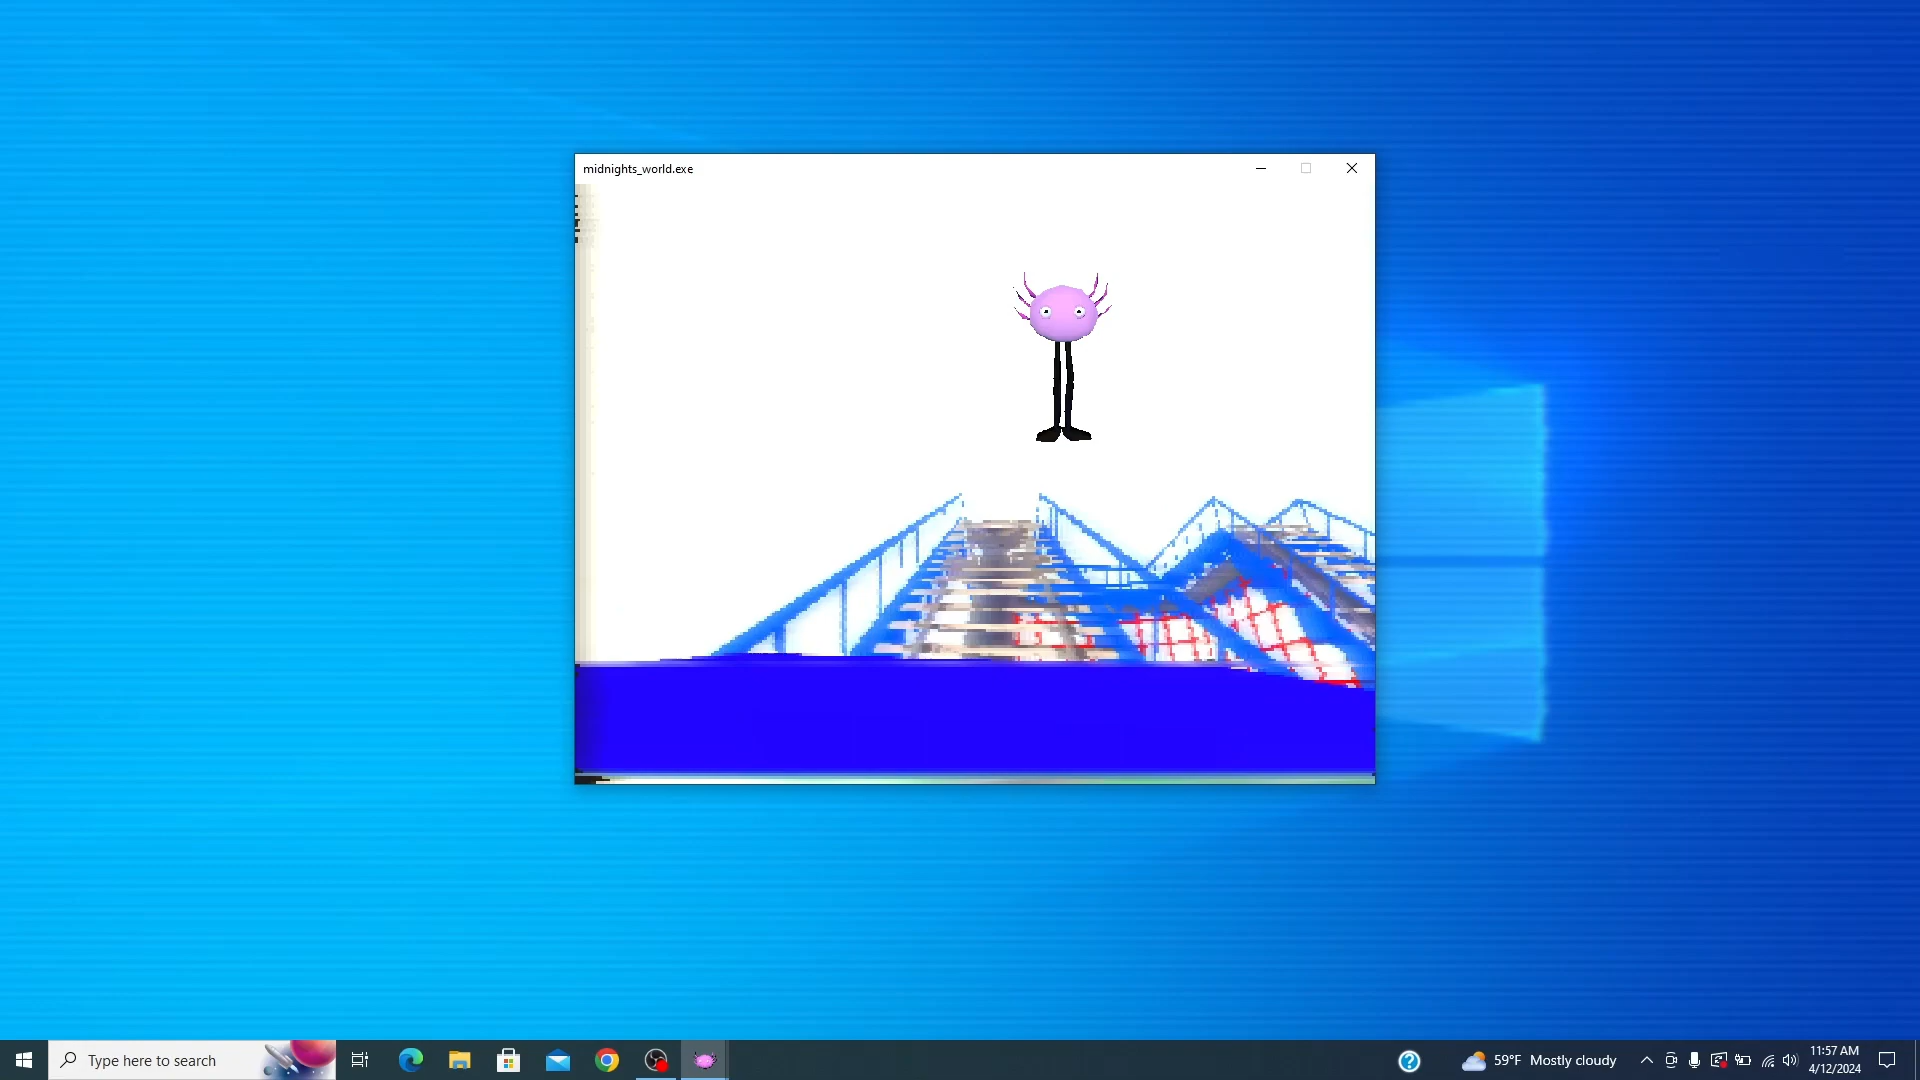 midnights_world.exe
Type here to search
59°F Mostly cloudy
11:57 AM
4/12/2024